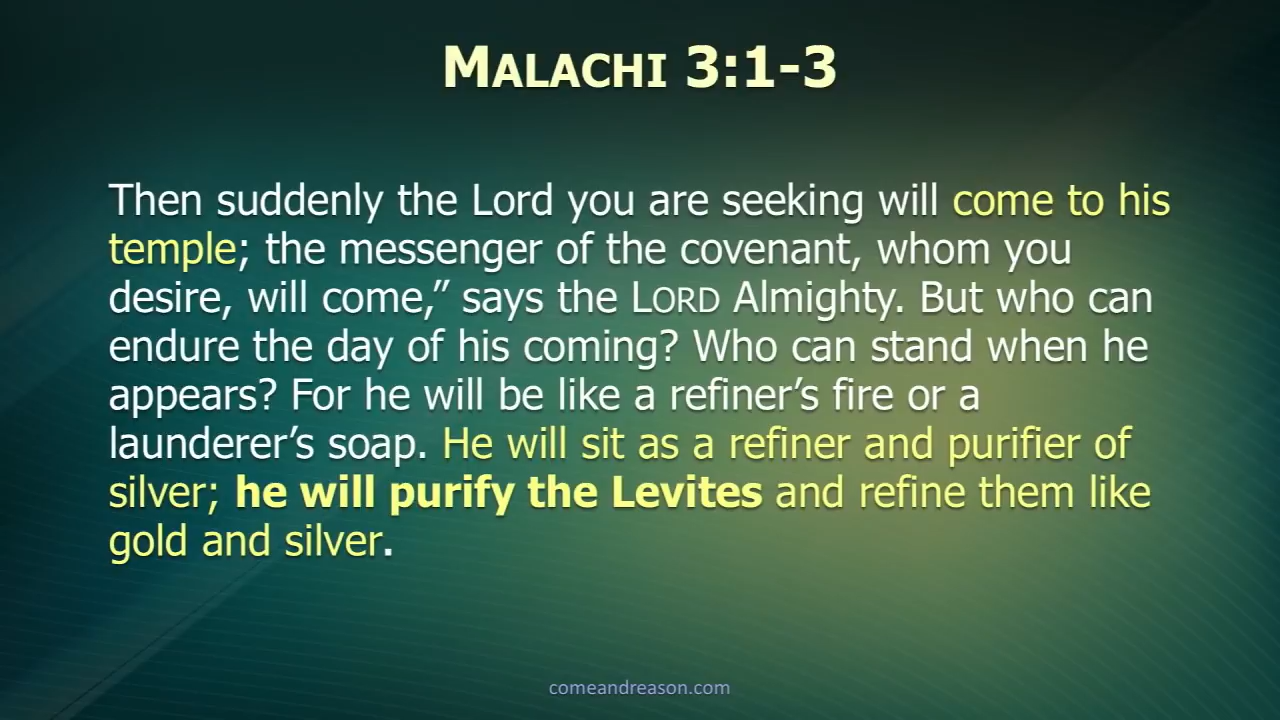 MALACHI 3:1-3
Then suddenly the Lord you are seeking will come to his
temple; the messenger of the covenant, whom you
desire, will come,” says the LORD Almighty. But who can
endure the day of his coming? Who can stand when he
appears? For he will be like a refiner’s fire or a
launderer’s soap. He will sit as a refiner and purifier of
silver; he will purify the Levites and refine them like
gold and silver.
comeandreason.com